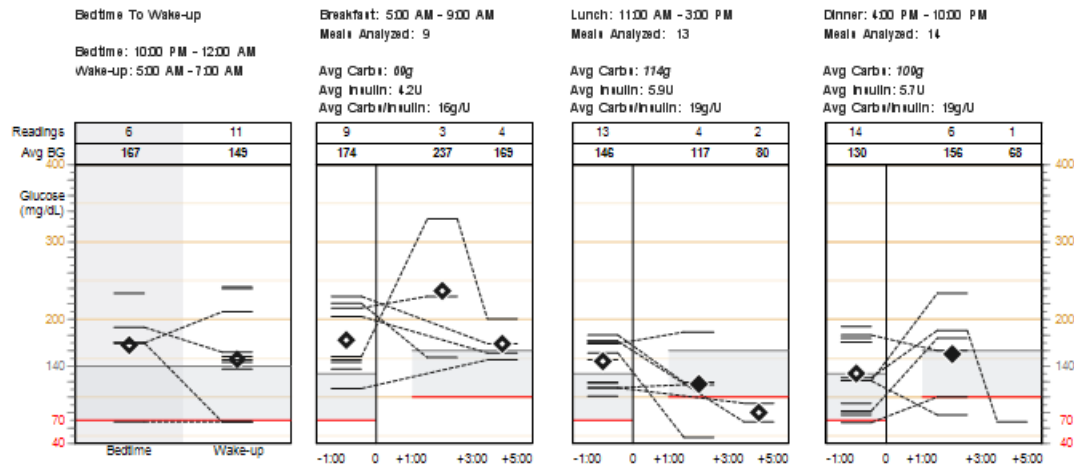 Bedtime To Wake-up
Bedtime: 10:00 PM - 12:00 AM
Wake-up: 5:00 AM - 7:00 AM
Breakfast: 5:00 AM - 9:00 AM
Meals Analyzed: 9
Avg Carbs: 69g
Avg Insulin: 4.2U
Avg Carbs/Insulin: 16g/U
Lunch: 11:00 AM - 3:00 PM
Meals Analyzed: 13
Avg Carbs: 114g
Avg Insulin: 5.9U
Avg Carbs/Insulin: 19g/U
Dinner: 4:00 PM - 10:00 PM
Meals Analyzed: 14
Avg Carbs: 109g
Avg Insulin: 5.7U
Avg Carbs/Insulin: 19g/U
Readings 6 11 9 3 4 13 4 2 14 6 1
Avg BG 167 149 174 237 169 146 117 80 130 156 68
400 400
Glucose
(mg/dL)
300 300
200 200
140 140
70 70
40 40
Bedtime Wake-up -1:00 0 +1:00 +3:00 +5:00 -1:00 0 +1:00 +3:00 +5:00 -1:00 0 +1:00 +3:00 +5:00